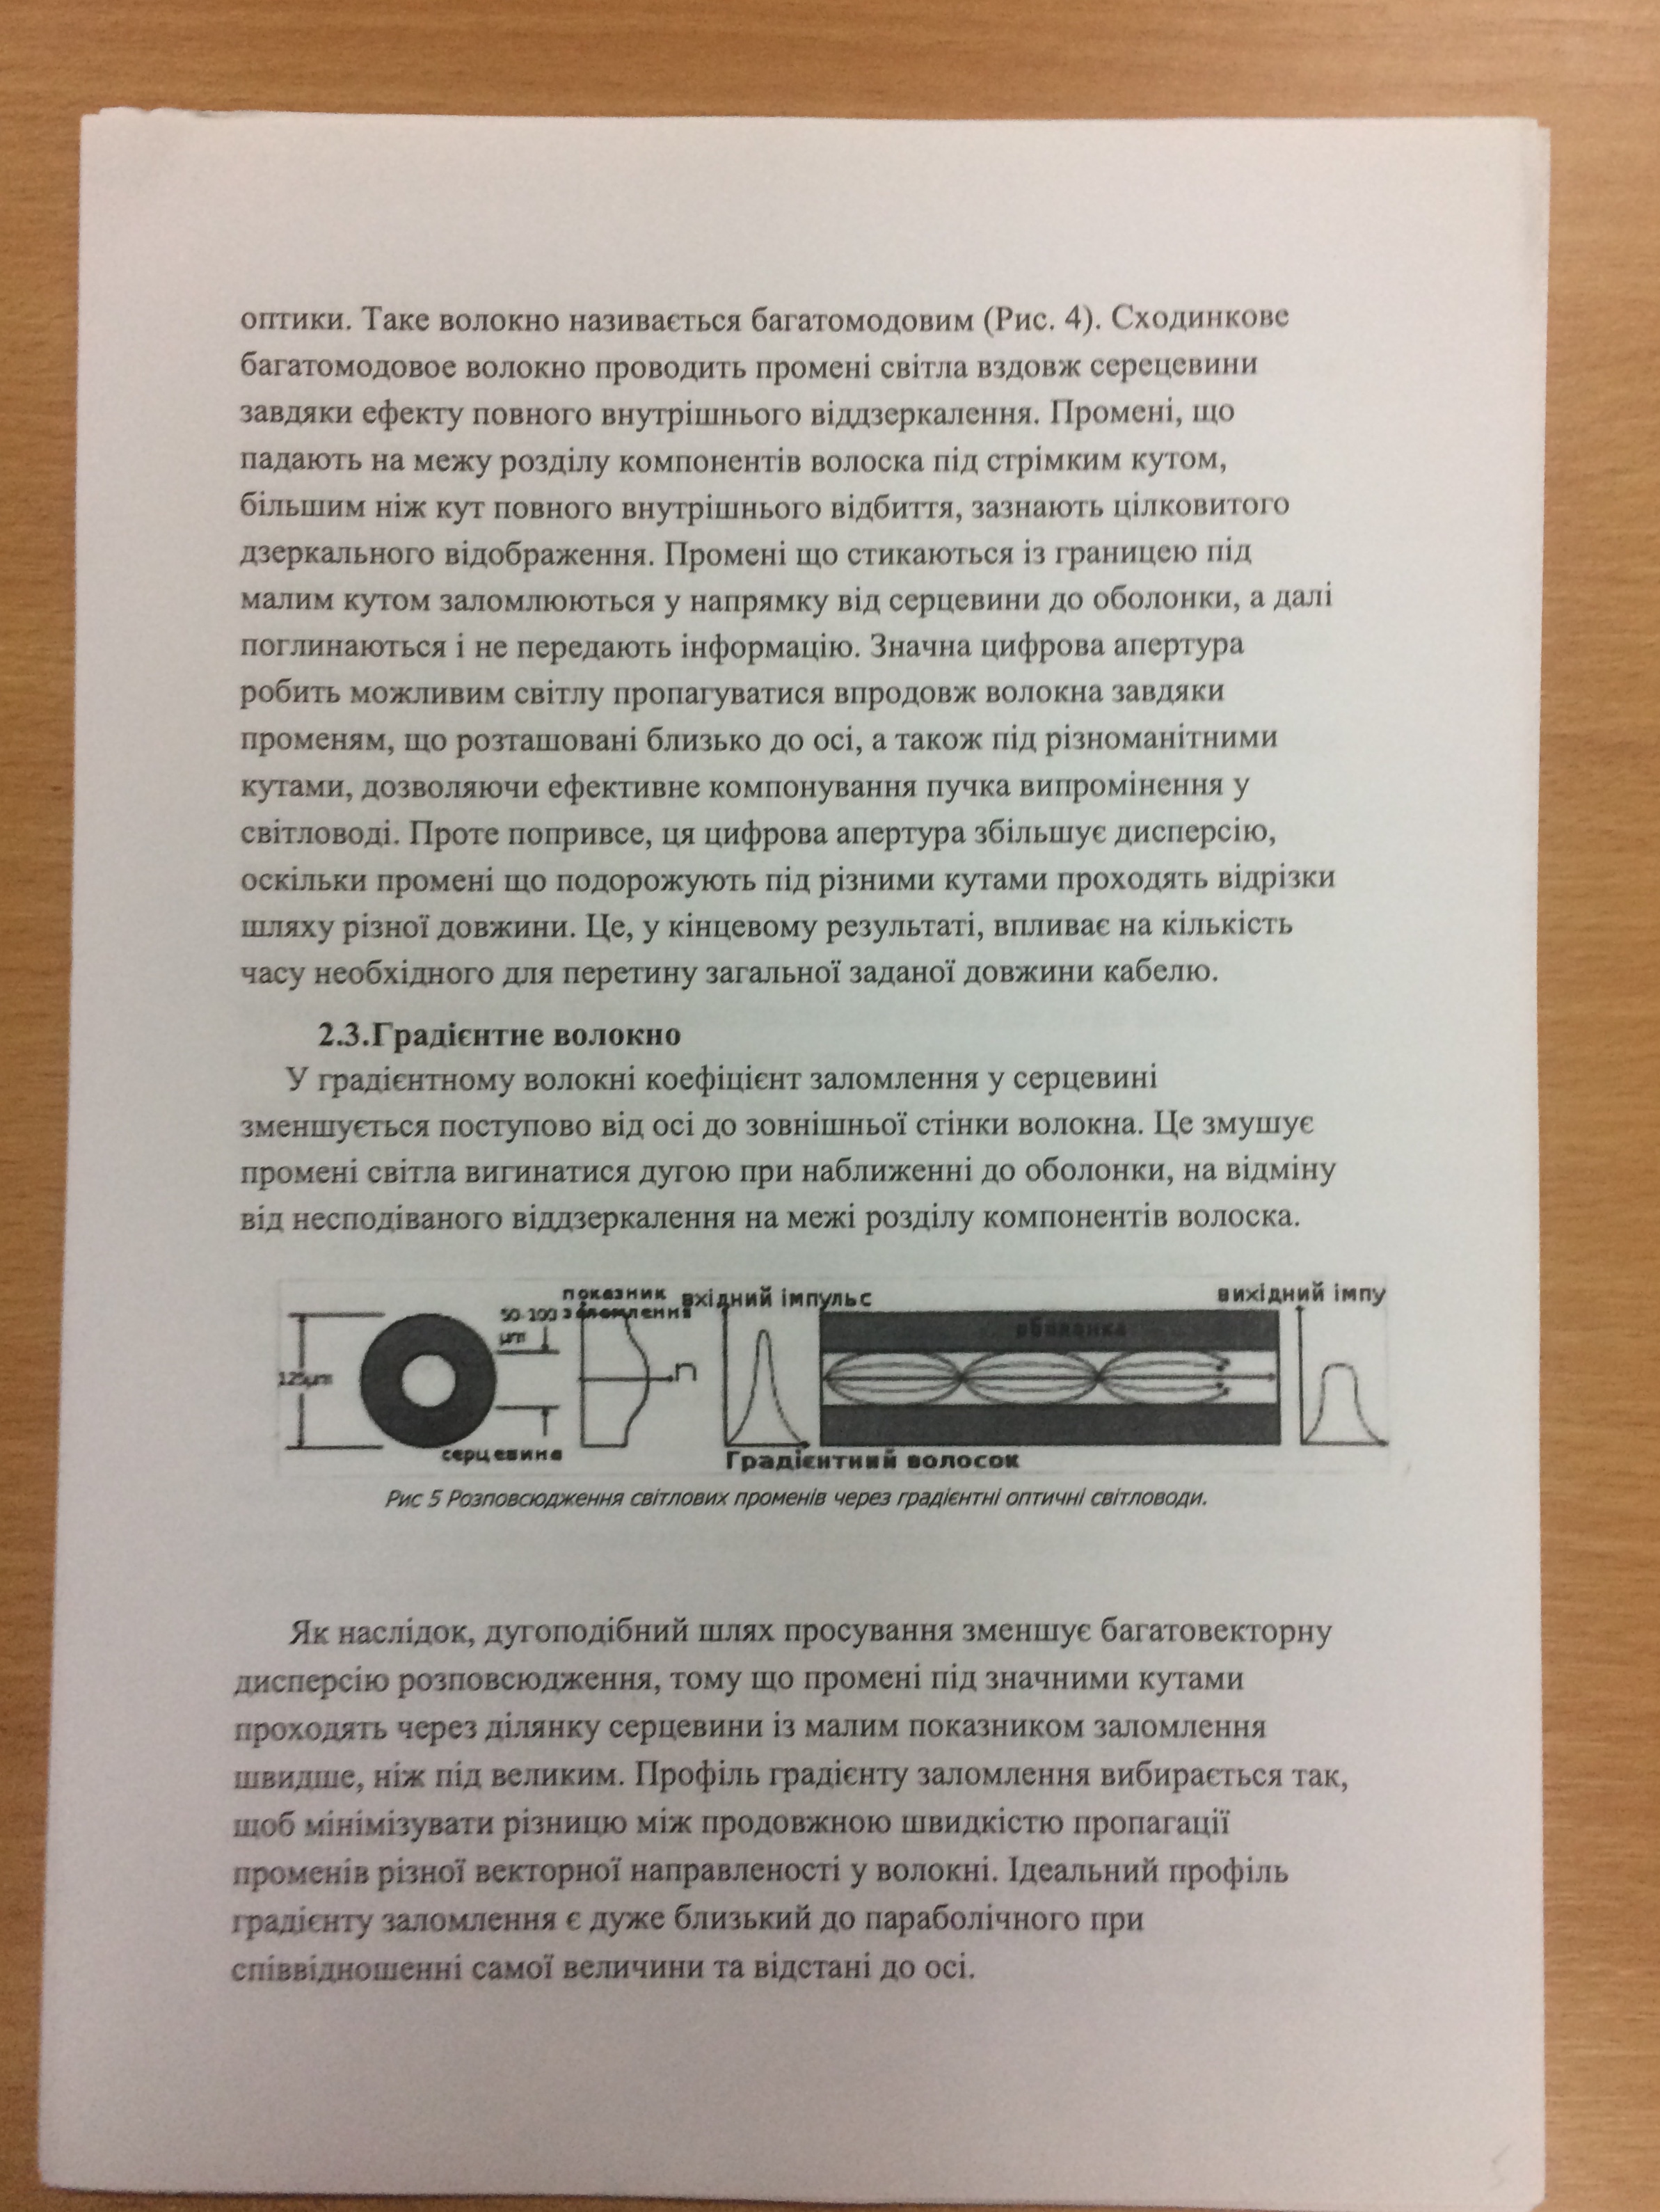 оптики. Таке волокно називається багатомодовим (Рис. 4). Сходинкове
багатомодовое волокно проводить промені світла вздовж серецевини
завдяки ефекту повного внутрішнього віддзеркалення. Промені, що
падають на межу розділу компонентів волоска під стрімким кутом,
більшим ніж кут повного внутрішнього відбиття, зазнають цілковитого
дзеркального відображення. Промені що стикаються із границею під
малим кутом заломлюються у напрямку від серцевини до оболонки, а далі
поглинаються і не передають інформацію. Значна цифрова апертура
робить можливим світлу пропагуватися впродовж волокна завдяки
променям, що розташовані близько до осі, а також під різноманітними
кутами, дозволяючи ефективне компонування пучка випромінення у
світловоді. Проте попривсе, ця цифрова апертура збільшує дисперсію,
оскільки промені що подорожують під різними кутами проходять відрізки
шляху різної довжини. Це, у кінцевому результаті, впливає на кількість
часу необхідного для перетину загальної заданої довжини кабелю.
2.3.Градієнтне волокно
У градієнтному волокні коефіцієнт заломлення у серцевині
зменшується поступово від осі до зовнішньої стінки волокна. Це змушує
промені світла вигинатися дугою при наближенні до оболонки, на відміну
від несподіваного віддзеркалення на межі розділу компонентів волоска.
показник вхідний імпульс вихідний імпу
50-100 заломлення
μm оболонка
125μm n
серцевина Градієнтний волосок
Рис 5 Розповсюдження світлових променів через градієнтні оптичні світловоди.
Як наслідок, дугоподібний шлях просування зменшує багатовекторну
дисперсію розповсюдження, тому що промені під значними кутами
проходять через ділянку серцевини із малим показником заломлення
швидше, ніж під великим. Профіль градієнту заломлення вибирається так,
щоб мінімізувати різницю між продовжною швидкістю пропагації
променів різної векторної направленості у волокні. Ідеальний профіль
градієнту заломлення є дуже близький до параболічного при
співвідношенні самої величини та відстані до осі.